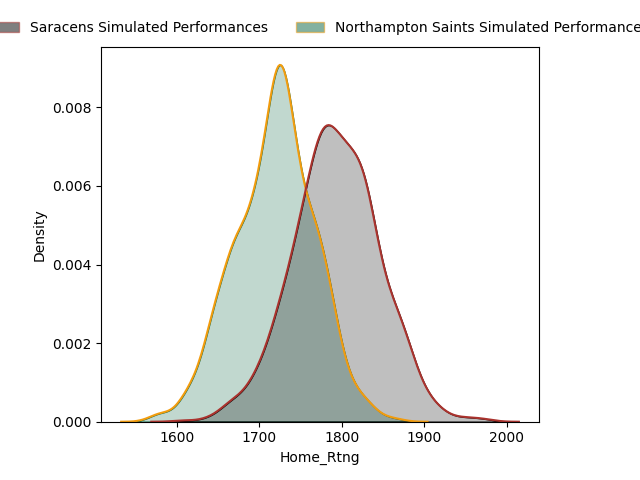 Saracens Simulated Performances
Northampton Saints Simulated Performance
0.008
0.006
0.004
0.002
0.000
Density
1600 1700 1800 1900 2000
Home_Rtng